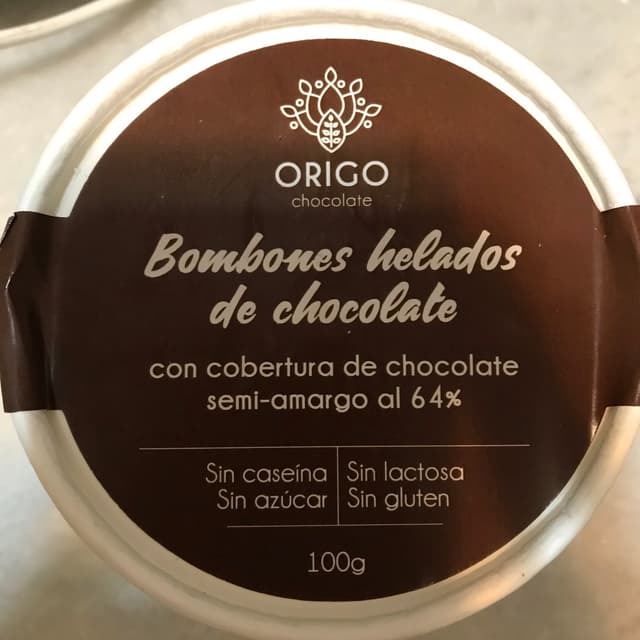 ORIGO
chocolate
Bombones helados
de chocolate
con cobertura de chocolate
semi-amargo al 64%
Sin caseína
Sin azúcar
Sin lactosa
Sin gluten
100g